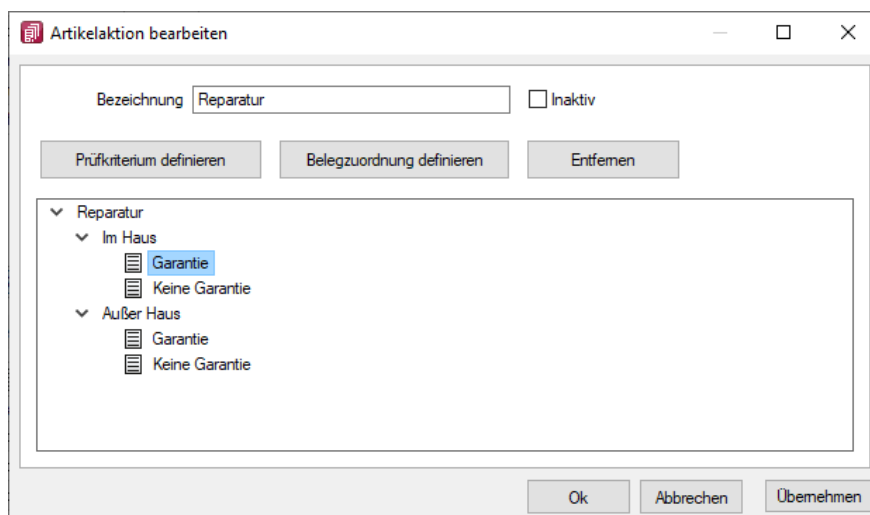 Artikelaktion bearbeiten
Bezeichnung Reparatur Inaktiv
Prüfkriterium definieren Belegzuordnung definieren Entfernen
Reparatur
Im Haus
Garantie
Keine Garantie
Außer Haus
Garantie
Keine Garantie
Ok Abbrechen Übernehmen